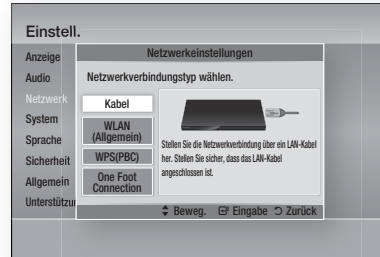 Einstell.
Anzeige
Audio
Netzwerk
System
Sprache
Sicherheit
Allgemein
Unterstützu
Netzwerkeinstellungen
Netzwerkverbindungstyp wählen.
Kabel
WLAN
(Allgemein)
WPS(PBC)
One Foot
Connection
Stellen Sie die Netzwerkverbindung über ein LAN-Kabel
her. Stellen Sie sicher, dass das LAN-Kabel
angeschlossen ist.
Beweg. Eingabe Zurück